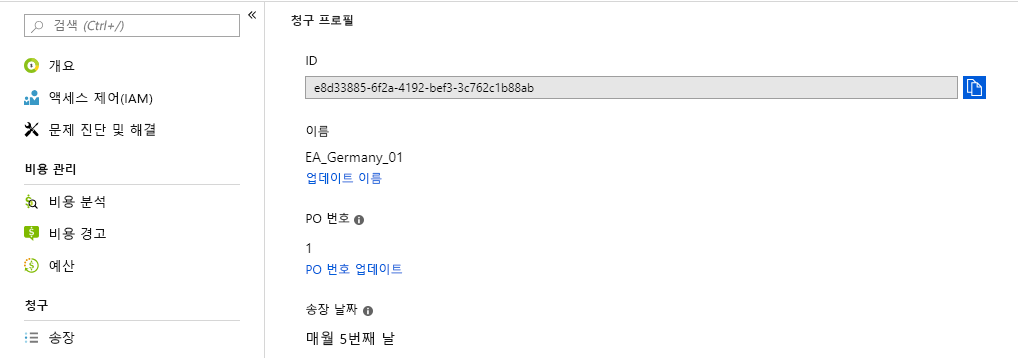 검색 (Ctrl+/)
«
개요
액세스 제어(IAM)
문제 진단 및 해결
비용 관리
비용 분석
비용 경고
예산
청구
송장
청구 프로필
ID
e8d33885-6f2a-4192-bef3-3c762c1b88ab
이름
EA_Germany_01
업데이트 이름
PO 번호
1
PO 번호 업데이트
송장 날짜
매월 5번째 날